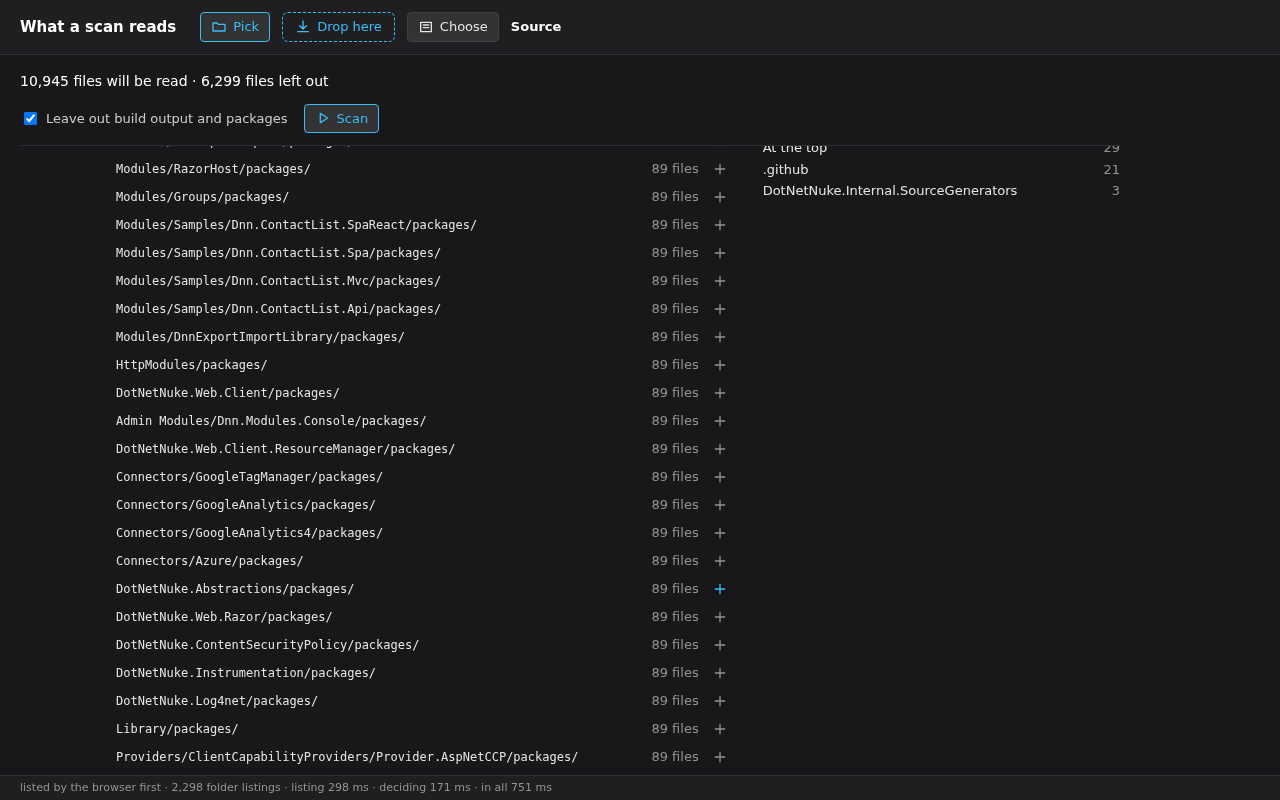 What a scan reads Pick Drop here Choose Source
10,945 files will be read · 6,299 files left out
Leave out build output and packages Scan
At the top 29
Modules/RazorHost/packages/ 89 files
.github 21
Modules/Groups/packages/ 89 files
DotNetNuke.Internal.SourceGenerators 3
Modules/Samples/Dnn.ContactList.SpaReact/packages/ 89 files
Modules/Samples/Dnn.ContactList.Spa/packages/ 89 files
Modules/Samples/Dnn.ContactList.Mvc/packages/ 89 files
Modules/Samples/Dnn.ContactList.Api/packages/ 89 files
Modules/DnnExportImportLibrary/packages/ 89 files
HttpModules/packages/ 89 files
DotNetNuke.Web.Client/packages/ 89 files
Admin Modules/Dnn.Modules.Console/packages/ 89 files
DotNetNuke.Web.Client.ResourceManager/packages/ 89 files
Connectors/GoogleTagManager/packages/ 89 files
Connectors/GoogleAnalytics/packages/ 89 files
Connectors/GoogleAnalytics4/packages/ 89 files
Connectors/Azure/packages/ 89 files
DotNetNuke.Abstractions/packages/ 89 files
DotNetNuke.Web.Razor/packages/ 89 files
DotNetNuke.ContentSecurityPolicy/packages/ 89 files
DotNetNuke.Instrumentation/packages/ 89 files
DotNetNuke.Log4net/packages/ 89 files
Library/packages/ 89 files
Providers/ClientCapabilityProviders/Provider.AspNetCCP/packages/ 89 files
listed by the browser first · 2,298 folder listings · listing 298 ms · deciding 171 ms · in all 751 ms